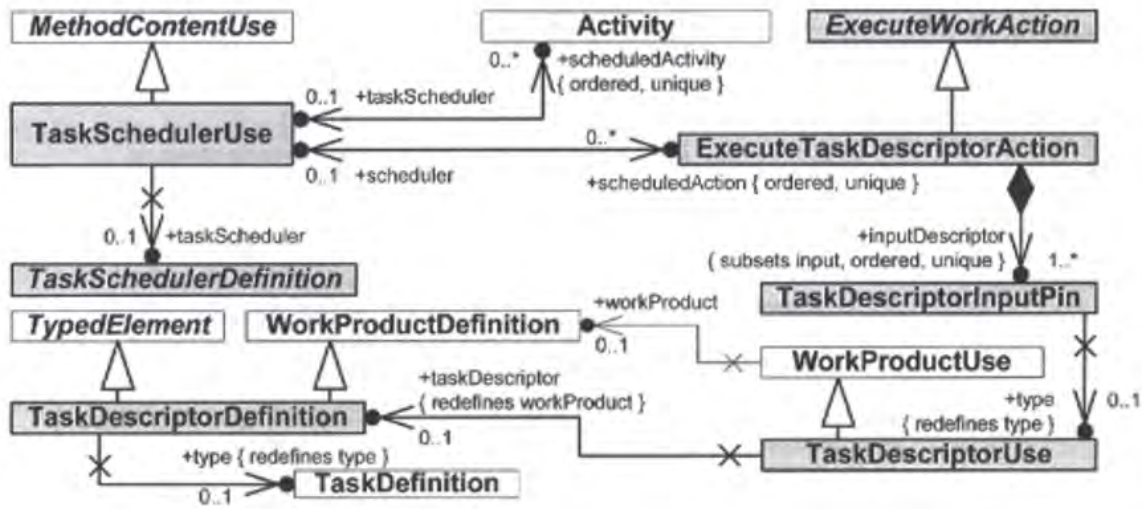 MethodContentUse
Activity
ExecuteWorkAction
0..*
+scheduledActivity
{ ordered, unique }
0..1 +taskScheduler
TaskSchedulerUse
0..*
ExecuteTaskDescriptorAction
0..1 +scheduler
+scheduledAction { ordered, unique }
0..1 +taskScheduler
+inputDescriptor
{ subsets input, ordered, unique } 1..*
TaskSchedulerDefinition
TaskDescriptorInputPin
+workProduct
TypedElement
WorkProductDefinition
0..1
WorkProductUse
+taskDescriptor
{ redefines workProduct }
+type 0..1
{ redefines type }
TaskDescriptorDefinition
0..1
TaskDescriptorUse
+type { redefines type }
0..1
TaskDefinition